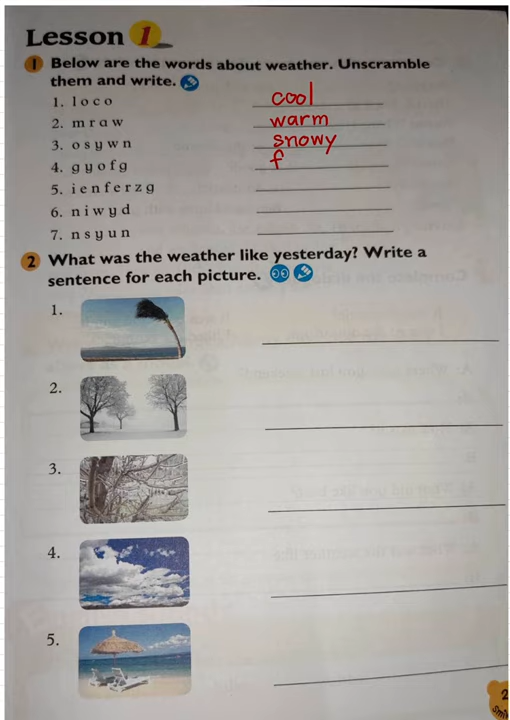 Lesson 1
1 Below are the words about weather. Unscramble
them and write.
1. l o c o cool
2. m r a w warm
3. o s y w n snowy
4. g y o f g f
5. i e n f e r z g
6. n i w y d
7. n s y u n
2 What was the weather like yesterday? Write a
sentence for each picture.
1.
2.
3.
4.
5.
2